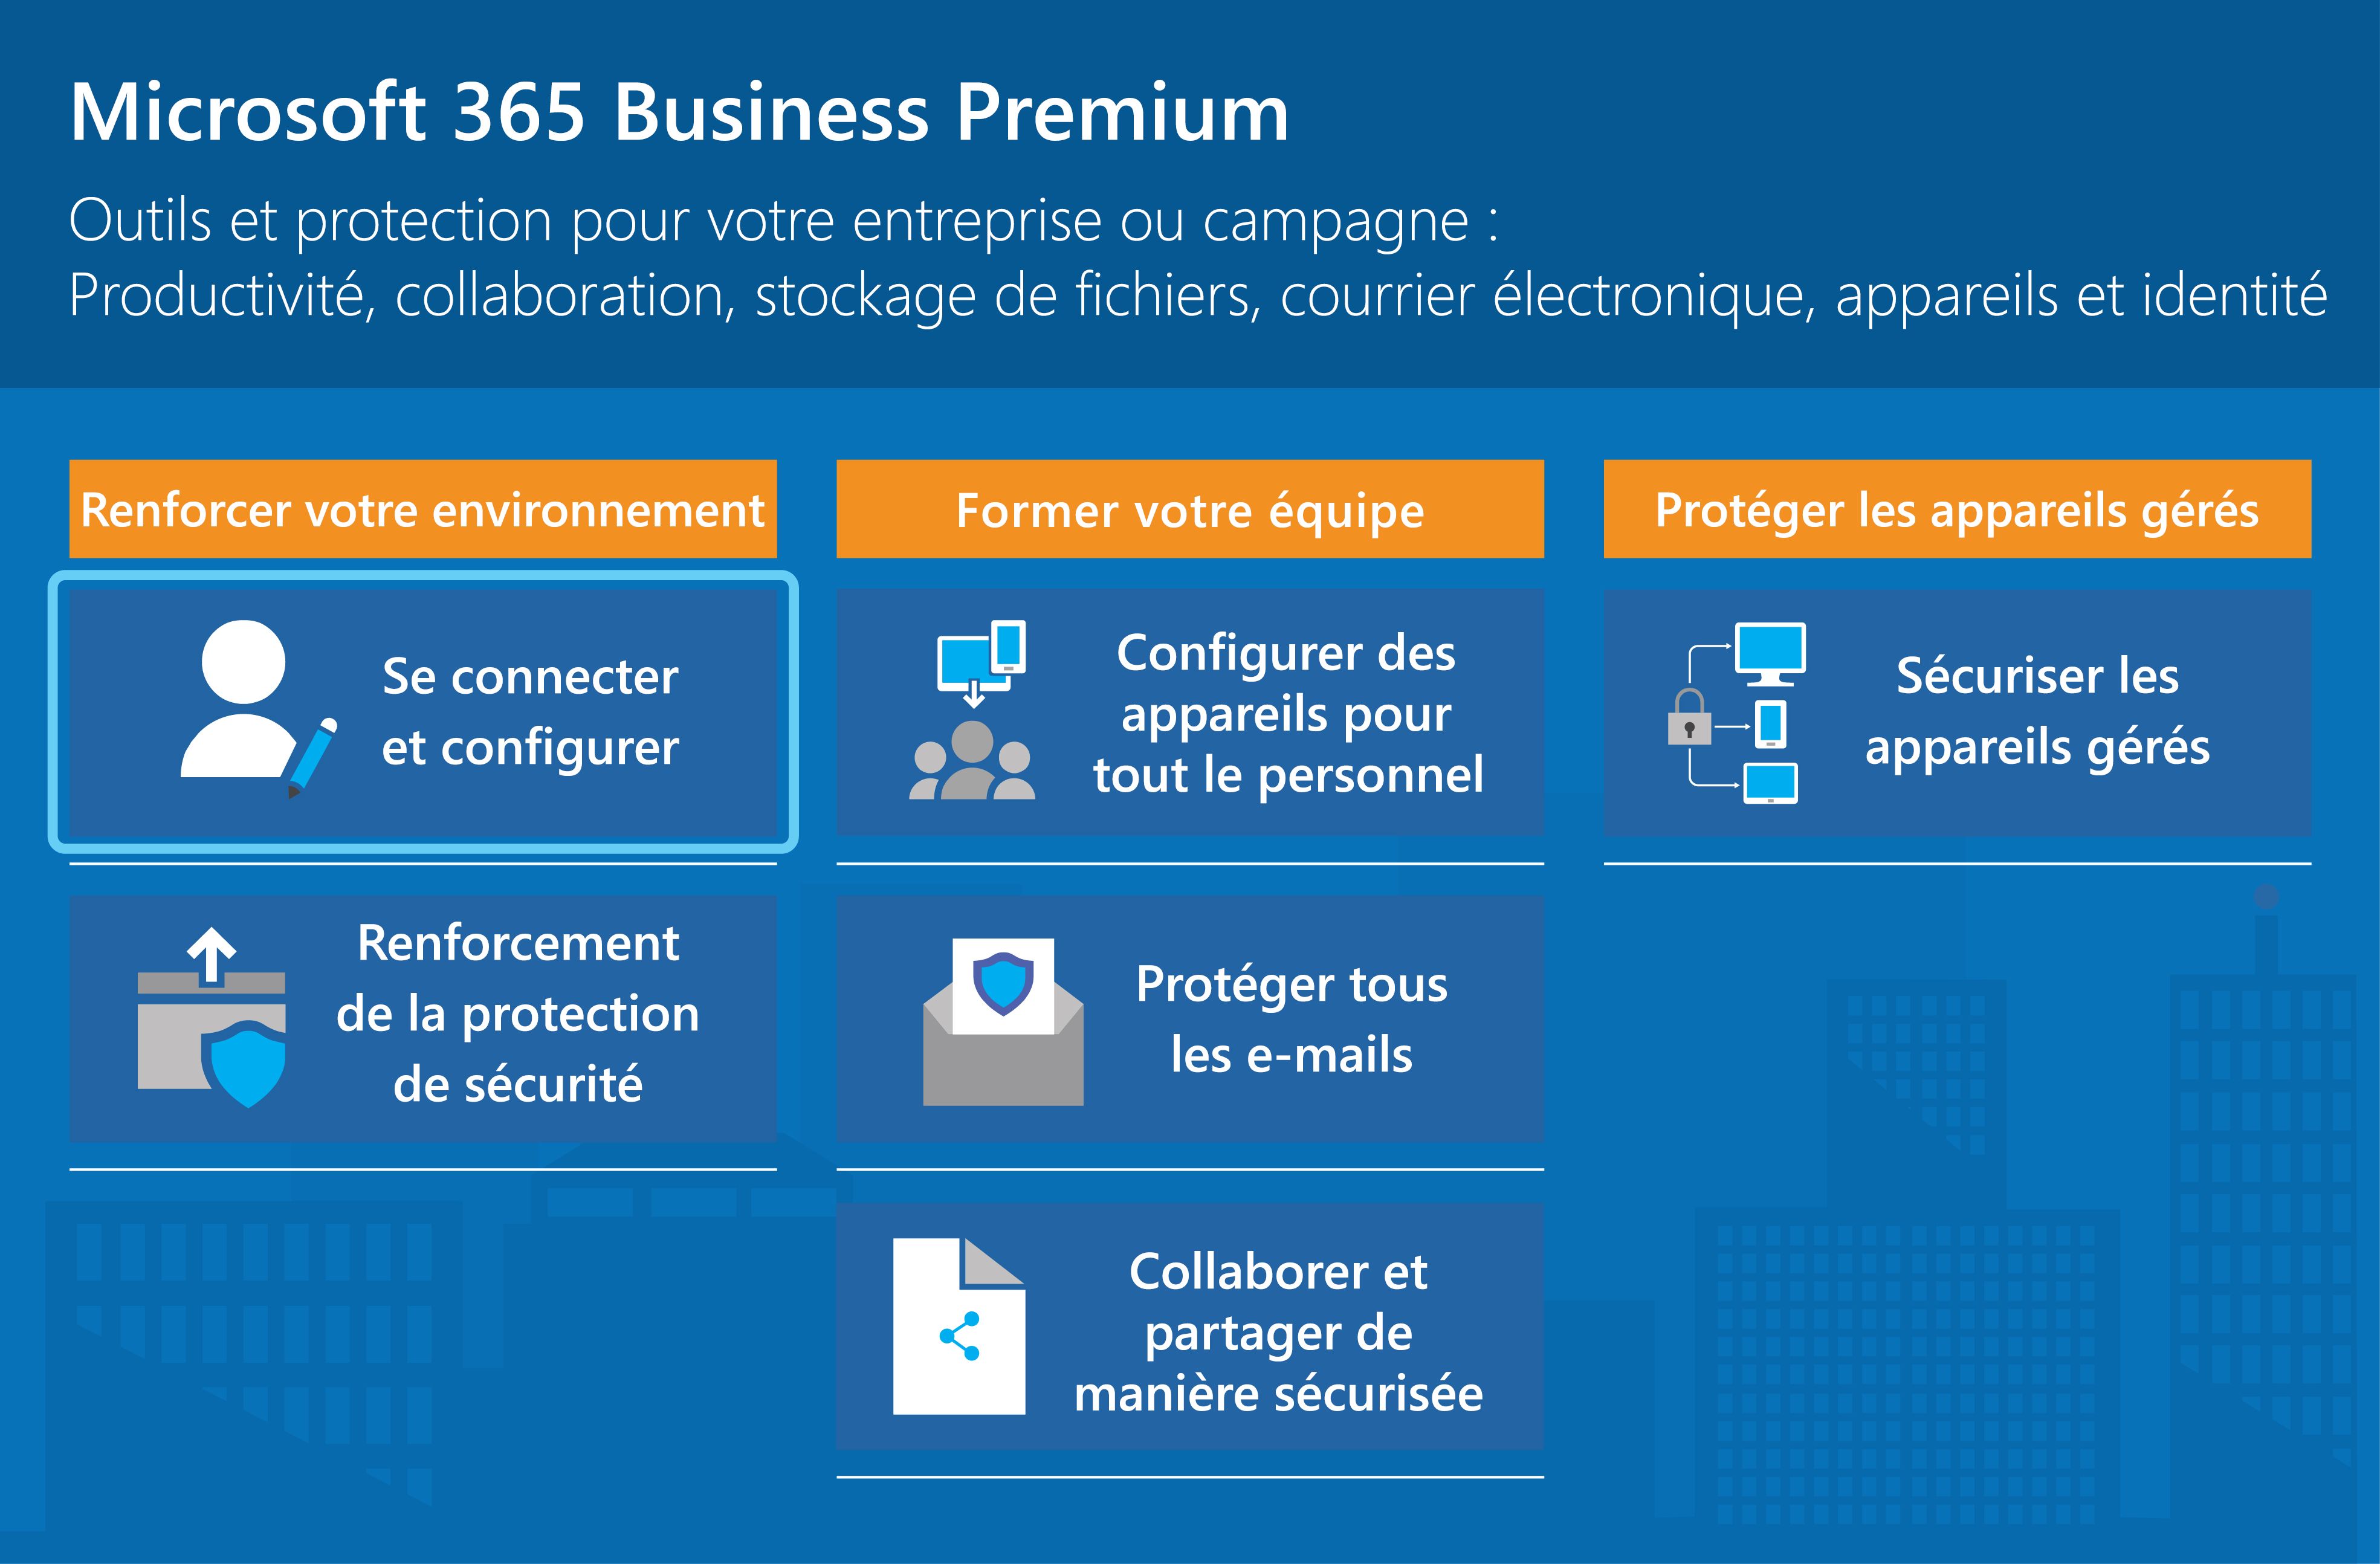 Microsoft 365 Business Premium
Outils et protection pour votre entreprise ou campagne :
Productivité, collaboration, stockage de fichiers, courrier électronique, appareils et identité
Renforcer votre environnement
Se connecter
et configurer
Renforcement
de la protection
de sécurité
Former votre équipe
Configurer des
appareils pour
tout le personnel
Protéger tous
les e-mails
Collaborer et
partager de
manière sécurisée
Protéger les appareils gérés
Sécuriser les
appareils gérés